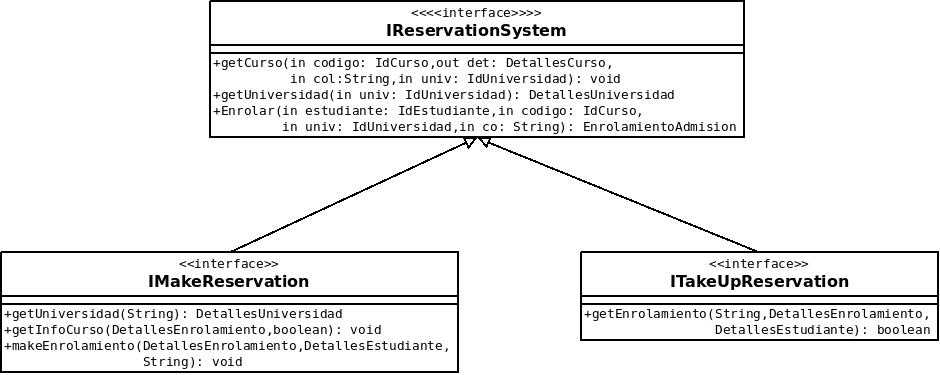 <<<<interface>>>>
IReservationSystem
+getCurso(in codigo: IdCurso,out det: DetallesCurso,
in col:String,in univ: IdUniversidad): void
+getUniversidad(in univ: IdUniversidad): DetallesUniversidad
+Enrolar(in estudiante: IdEstudiante,in codigo: IdCurso,
in univ: IdUniversidad,in co: String): EnrolamientoAdmision
<<interface>>
IMakeReservation
+getUniversidad(String): DetallesUniversidad
+getInfoCurso(DetallesEnrolamiento,boolean): void
+makeEnrolamiento(DetallesEnrolamiento,DetallesEstudiante,
String): void
<<interface>>
ITakeUpReservation
+getEnrolamiento(String,DetallesEnrolamiento,
DetallesEstudiante): boolean